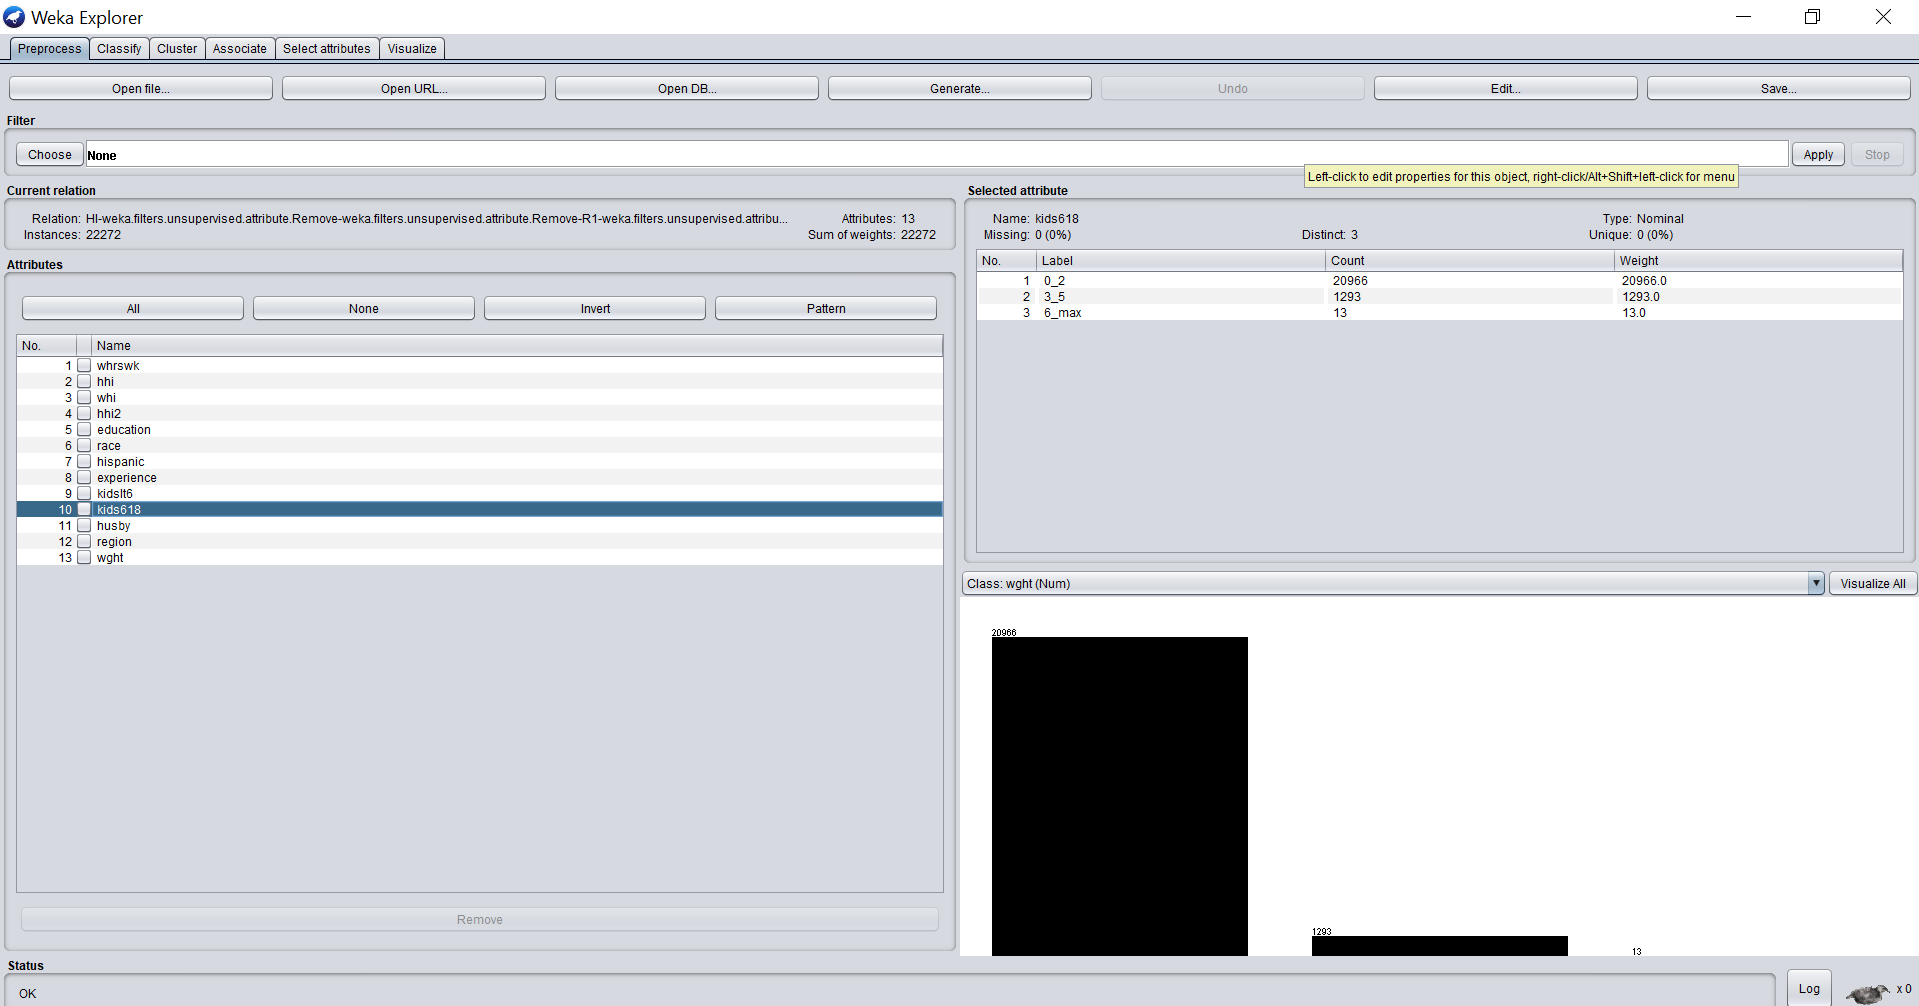 Weka Explorer
Preprocess Classify Cluster Associate Select attributes Visualize
Open file... Open URL... Open DB... Generate... Undo Edit... Save...
Filter
Choose None Apply Stop
Left-click to edit properties for this object, right-click/Alt+Shift+left-click for menu
Current relation
Relation: HI-weka.filters.unsupervised.attribute.Remove-weka.filters.unsupervised.attribute.Remove-R1-weka.filters.unsupervised.attribu... Attributes: 13
Instances: 22272 Sum of weights: 22272
Attributes
All None Invert Pattern
No. Name
1 whrswk
2 hhi
3 whi
4 hhi2
5 education
6 race
7 hispanic
8 experience
9 kidslt6
10 kids618
11 husby
12 region
13 wght
Remove
Selected attribute
Name: kids618 Type: Nominal
Missing: 0 (0%) Distinct: 3 Unique: 0 (0%)
No. Label Count Weight
1 0_2 20966 20966.0
2 3_5 1293 1293.0
3 6_max 13 13.0
Class: wght (Num) Visualize All
20966
1293
13
Status
OK
Log x 0